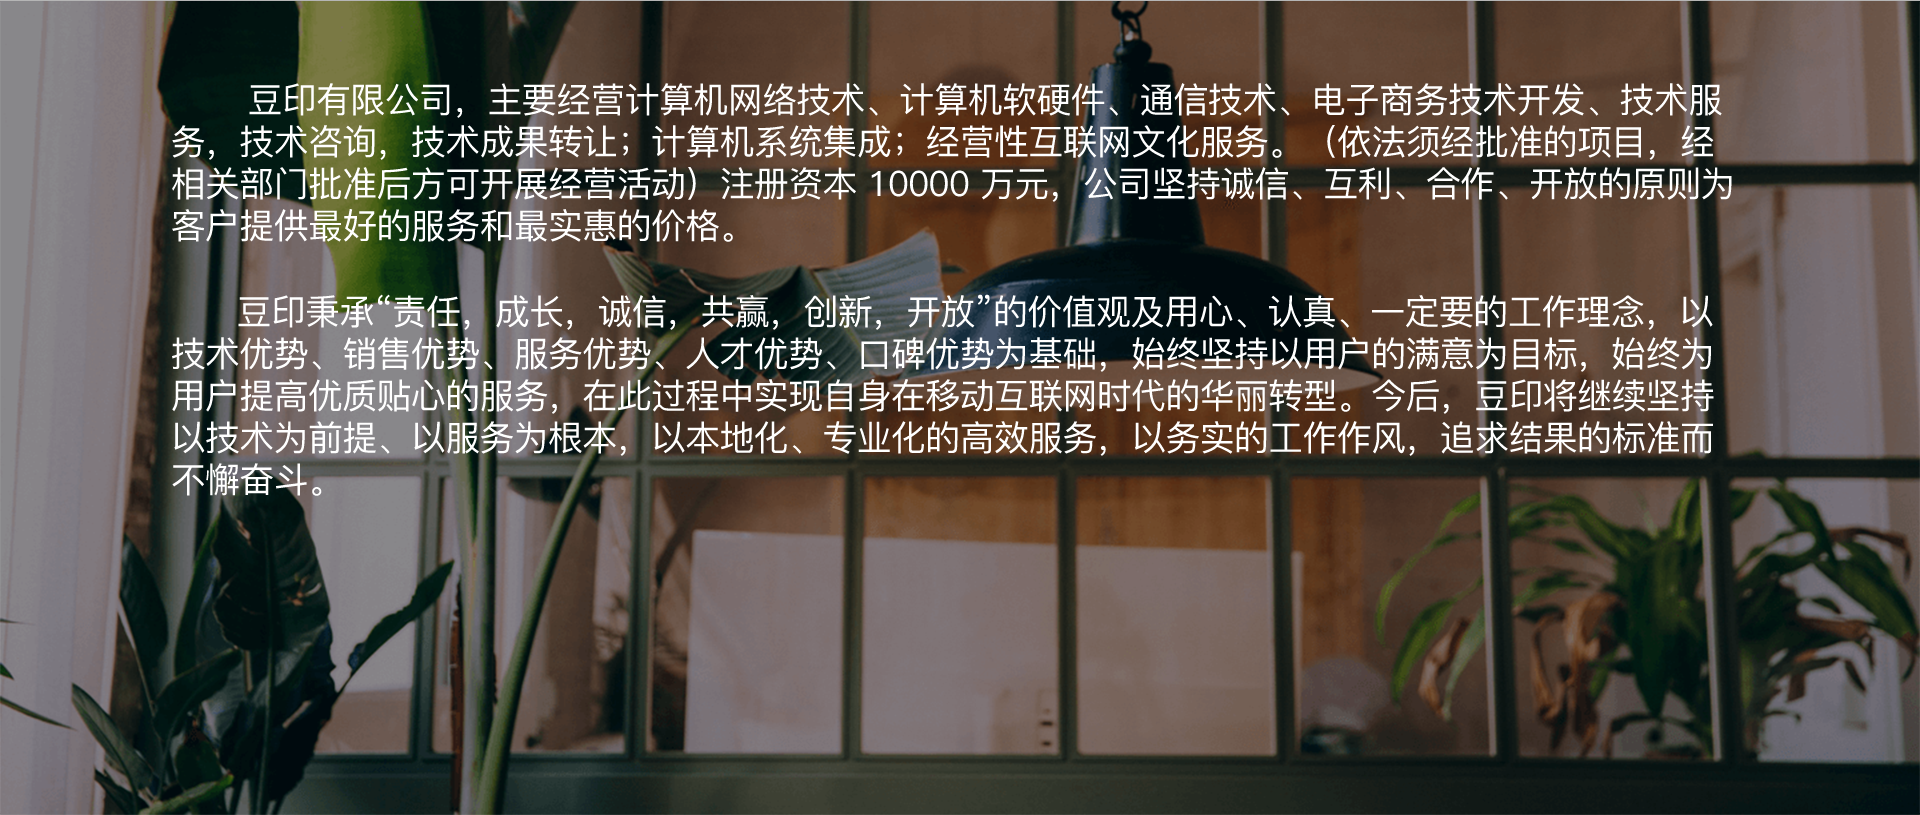 豆印有限公司，主要经营计算机网络技术、计算机软硬件、通信技术、电子商务技术开发、技术服
务，技术咨询，技术成果转让；计算机系统集成；经营性互联网文化服务。（依法须经批准的项目，经
相关部门批准后方可开展经营活动）注册资本 10000 万元，公司坚持诚信、互利、合作、开放的原则为
客户提供最好的服务和最实惠的价格。
豆印秉承“责任，成长，诚信，共赢，创新，开放”的价值观及用心、认真、一定要的工作理念，以
技术优势、销售优势、服务优势、人才优势、口碑优势为基础，始终坚持以用户的满意为目标，始终为
用户提高优质贴心的服务，在此过程中实现自身在移动互联网时代的华丽转型。今后，豆印将继续坚持
以技术为前提、以服务为根本，以本地化、专业化的高效服务，以务实的工作作风，追求结果的标准而
不懈奋斗。